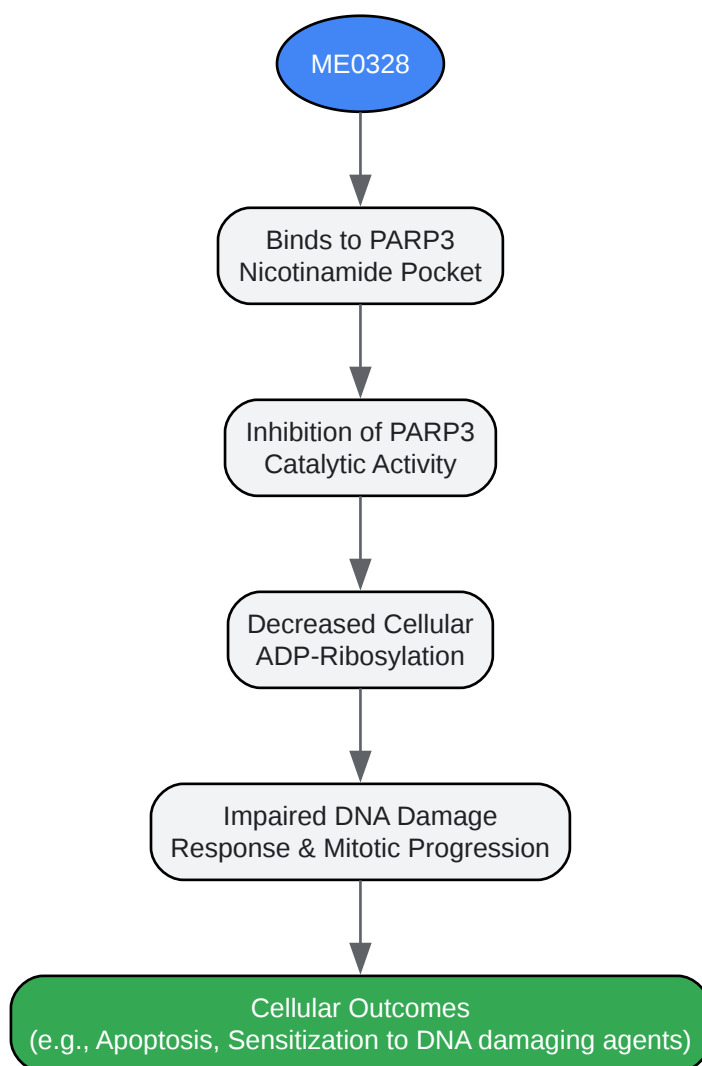 ME0328
Binds to PARP3
Nicotinamide Pocket
Inhibition of PARP3
Catalytic Activity
Decreased Cellular
ADP-Ribosylation
Impaired DNA Damage
Response & Mitotic Progression
Cellular Outcomes
(e.g., Apoptosis, Sensitization to DNA damaging agents)